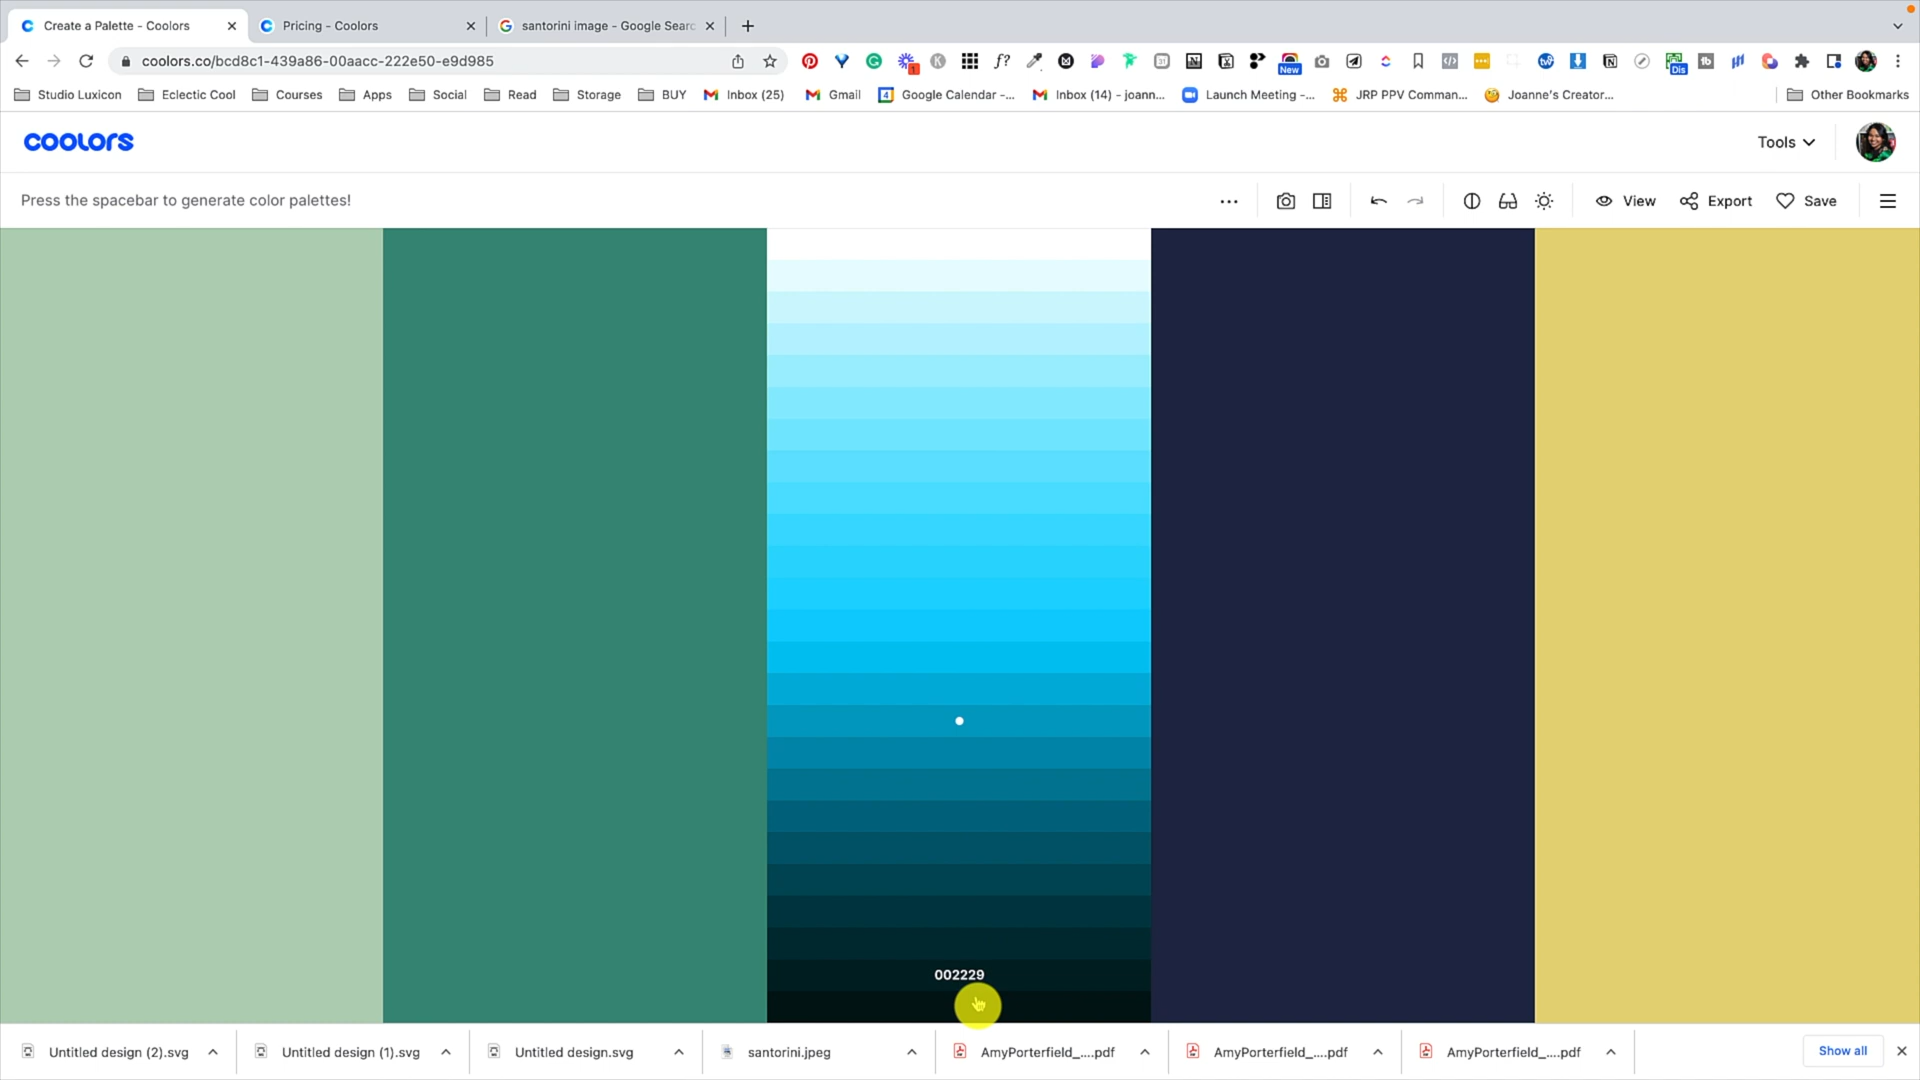 Create a Palette - Coolors
Pricing - Coolors
santorini image - Google Searc
coolors.co/bcd8c1-439a86-00aacc-222e50-e9d985
Studio Luxicon
Eclectic Cool
Courses
Apps
Social
Read
Storage
BUY
Inbox (25)
Gmail
Google Calendar -...
Inbox (14) - joann...
Launch Meeting -...
JRP PPV Comman...
Joanne's Creator...
Other Bookmarks
1
f?
New
Dis
coolors
Tools
Press the spacebar to generate color palettes!
View
Export
Save
002229
Untitled design (2).svg
Untitled design (1).svg
Untitled design.svg
santorini.jpeg
AmyPorterfield_....pdf
AmyPorterfield_....pdf
AmyPorterfield_....pdf
Show all